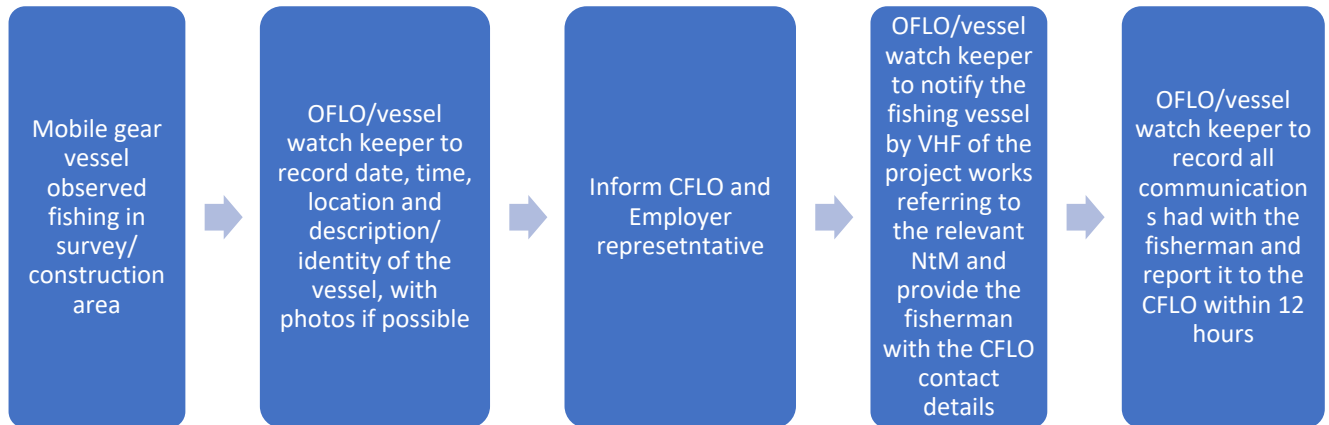 Mobile gear
vessel
observed
fishing in
survey/
construction
area
OFLO/vessel
watch keeper to
record date, time,
location and
description/
identity of the
vessel, with
photos if possible
Inform CFLO and
Employer
represetntative
OFLO/vessel
watch keeper
to notify the
fishing vessel
by VHF of the
project works
referring to
the relevant
NtM and
provide the
fisherman
with the CFLO
contact
details
OFLO/vessel
watch keeper to
record all
communication
s had with the
fisherman and
report it to the
CFLO within 12
hours